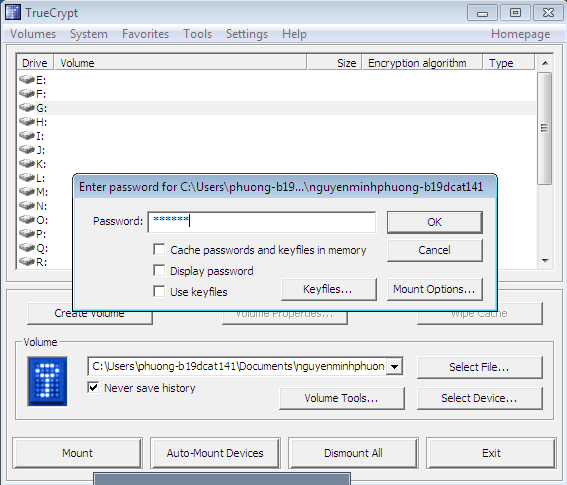 TrueCrypt
Volumes System Favorites Tools Settings Help Homepage
Drive Volume Size Encryption algorithm Type
E:
F:
G:
H:
I:
J:
K:
L:
M:
N:
O:
P:
Q:
R:
Enter password for C:\Users\phuong-b19...\nguyenminhphuong-b19dcat141
Password: ******
OK
Cache passwords and keyfiles in memory
Cancel
Display password
Use keyfiles
Keyfiles...
Mount Options...
Create Volume Volume Properties... Wipe Cache
Volume
C:\Users\phuong-b19dcat141\Documents\nguyenminhphuon
Select File...
Never save history
Volume Tools...
Select Device...
Mount Auto-Mount Devices Dismount All Exit